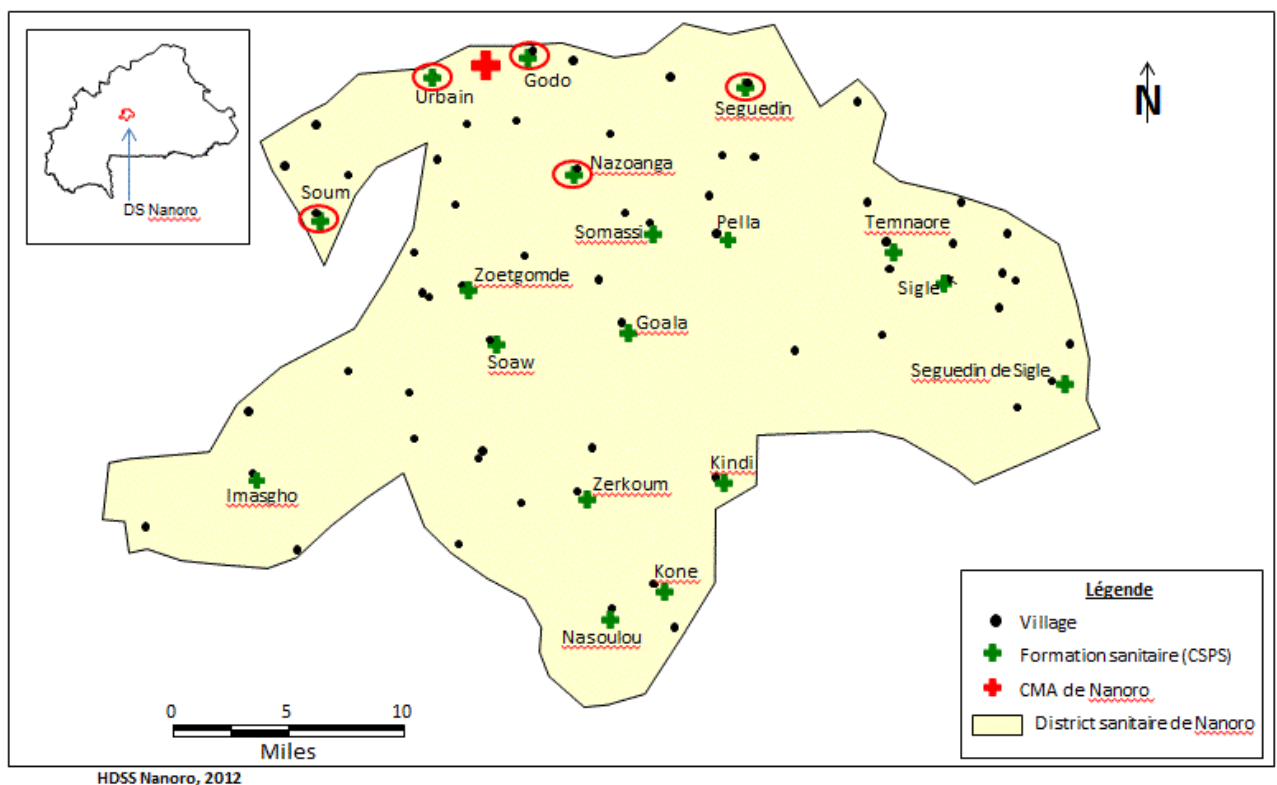 Godo
Urbain
Seguedin
N
Nazoanga
DS Nanoro
Soum
Somassi
Pella
Temnaore
Zoetgomde
Sigle
Goala
Soaw
Seguedin de Sigle
Kindi
Imasgho
Zerkoum
Kone
Nasoulou
Légende
Village
Formation sanitaire (CSPS)
CMA de Nanoro
District sanitaire de Nanoro
0 5 10
Miles
HDSS Nanoro, 2012